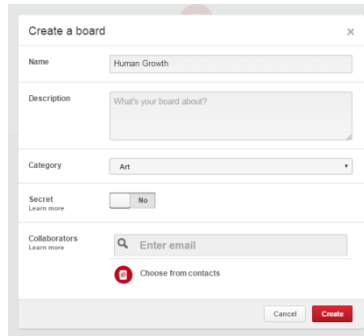 Create a board
Name
Human Growth
Description
What's your board about?
Category
Art
Secret
Learn more
No
Collaborators
Learn more
Enter email
Choose from contacts
Cancel
Create